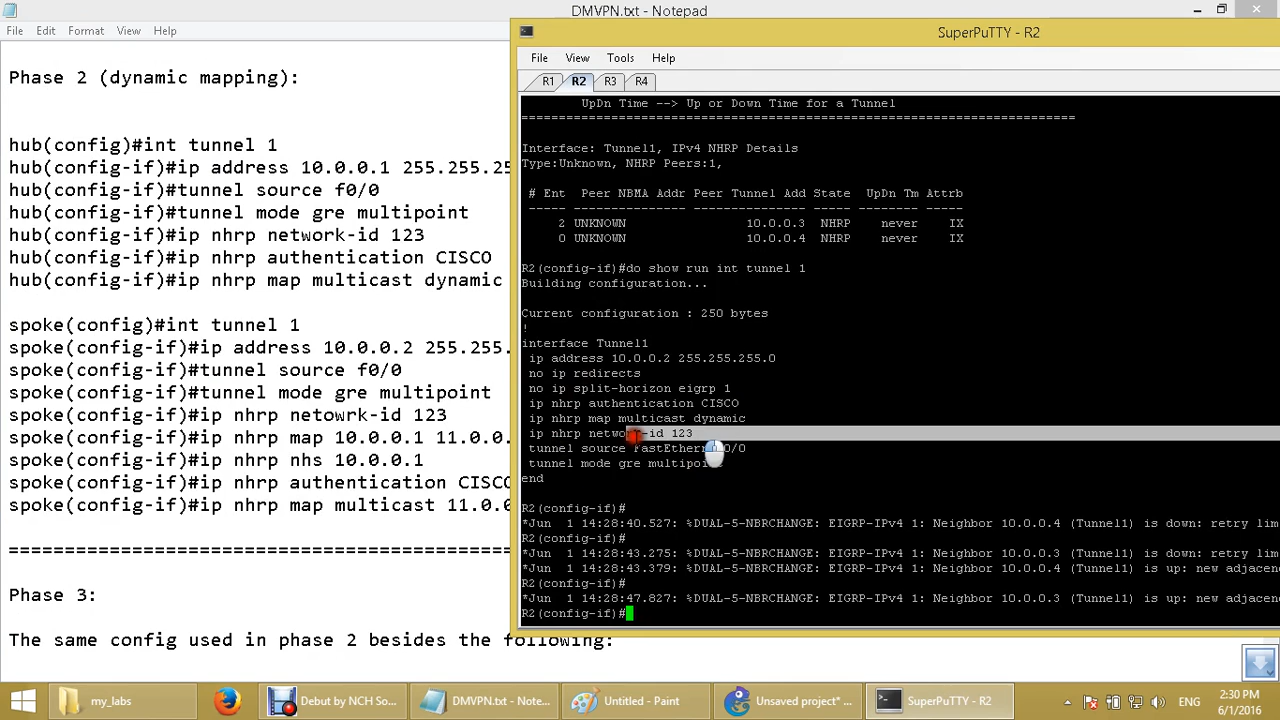 DMVPN.txt - Notepad
File Edit Format View Help
Phase 2 (dynamic mapping):
hub(config)#int tunnel 1
hub(config-if)#ip address 10.0.0.1 255.255.25
hub(config-if)#tunnel source f0/0
hub(config-if)#tunnel mode gre multipoint
hub(config-if)#ip nhrp network-id 123
hub(config-if)#ip nhrp authentication CISCO
hub(config-if)#ip nhrp map multicast dynamic
spoke(config)#int tunnel 1
spoke(config-if)#ip address 10.0.0.2 255.255.
spoke(config-if)#tunnel source f0/0
spoke(config-if)#tunnel mode gre multipoint
spoke(config-if)#ip nhrp netowrk-id 123
spoke(config-if)#ip nhrp map 10.0.0.1 11.0.0
spoke(config-if)#ip nhrp nhs 10.0.0.1
spoke(config-if)#ip nhrp authentication CISC
spoke(config-if)#ip nhrp map multicast 11.0.0
==============================================
Phase 3:
The same config used in phase 2 besides the following:
SuperPuTTY - R2
File View Tools Help
R1 R2 R3 R4
UpDn Time --> Up or Down Time for a Tunnel
==========================================================================
Interface: Tunnel1, IPv4 NHRP Details
Type:Unknown, NHRP Peers:1,
# Ent Peer NBMA Addr Peer Tunnel Add State UpDn Tm Attrb
----- --------------- --------------- ----- -------- -----
2 UNKNOWN 10.0.0.3 NHRP never IX
0 UNKNOWN 10.0.0.4 NHRP never IX
R2(config-if)#do show run int tunnel 1
Building configuration...
Current configuration : 250 bytes
!
interface Tunnel1
ip address 10.0.0.2 255.255.255.0
no ip redirects
no ip split-horizon eigrp 1
ip nhrp authentication CISCO
ip nhrp map multicast dynamic
ip nhrp network-id 123
tunnel source FastEthernet0/0
tunnel mode gre multipoint
end
R2(config-if)#
*Jun 1 14:28:40.527: %DUAL-5-NBRCHANGE: EIGRP-IPv4 1: Neighbor 10.0.0.4 (Tunnel1) is down: retry lim
R2(config-if)#
*Jun 1 14:28:43.275: %DUAL-5-NBRCHANGE: EIGRP-IPv4 1: Neighbor 10.0.0.3 (Tunnel1) is down: retry lim
*Jun 1 14:28:43.379: %DUAL-5-NBRCHANGE: EIGRP-IPv4 1: Neighbor 10.0.0.4 (Tunnel1) is up: new adjacen
R2(config-if)#
*Jun 1 14:28:47.827: %DUAL-5-NBRCHANGE: EIGRP-IPv4 1: Neighbor 10.0.0.3 (Tunnel1) is up: new adjacen
R2(config-if)#
my_labs
Debut by NCH So...
DMVPN.txt - Note...
Untitled - Paint
Unsaved project* ...
SuperPuTTY - R2
ENG
2:30 PM
6/1/2016